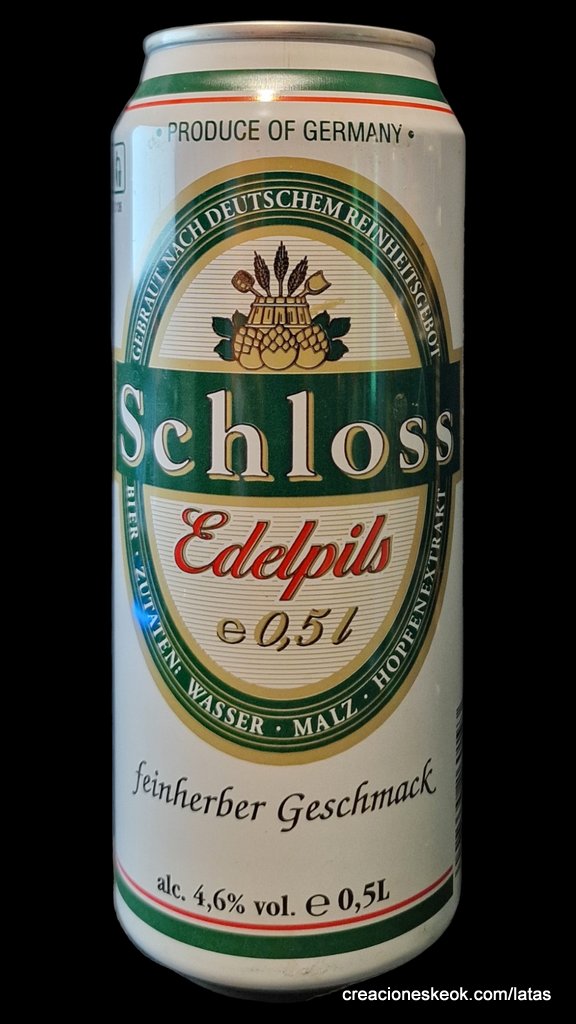 • PRODUCE OF GERMANY •
GEBRAUT NACH DEUTSCHEM REINHEITSGEBOT
Schloss
Edelpils
e 0,5 l
BIER · ZUTATEN: WASSER · MALZ · HOPFENEXTRAKT
feinherber Geschmack
alc. 4,6% vol. e 0,5L
creacioneskeok.com/latas